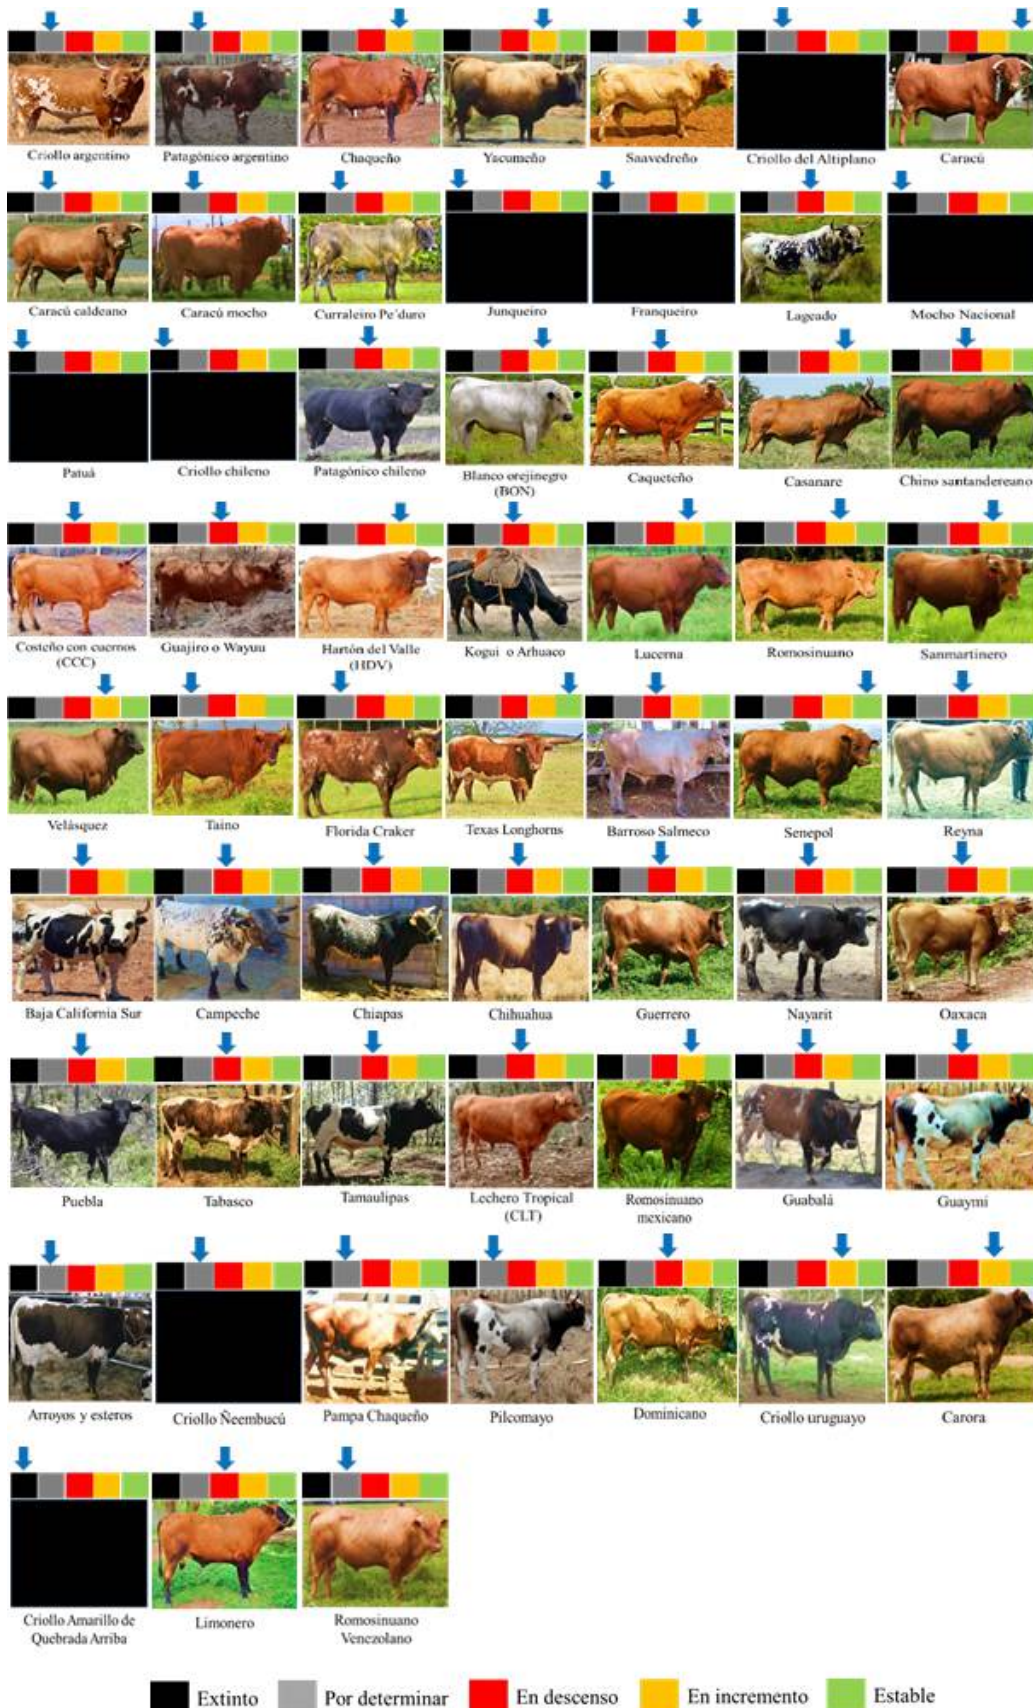 Criollo argentino
Patagónico argentino
Chaqueño
Yacumeño
Saavedreño
Criollo del Altiplano
Caracú
Caracú caldeano
Caracú mocho
Curraleiro Pe´duro
Junqueiro
Franqueiro
Lageado
Mocho Nacional
Patuá
Criollo chileno
Patagónico chileno
Blanco orejinegro
(BON)
Caqueteño
Casanare
Chino santandereano
Costeño con cuernos
(CCC)
Guajiro o Wayuu
Hartón del Valle
(HDV)
Kogui o Arhuaco
Lucerna
Romosinuano
Sanmartinero
Velásquez
Taino
Florida Craker
Texas Longhorns
Barroso Salmeco
Senepol
Reyna
Baja California Sur
Campeche
Chiapas
Chihuahua
Guerrero
Nayarit
Oaxaca
Puebla
Tabasco
Tamaulipas
Lechero Tropical
(CLT)
Romosinuano
mexicano
Guabalá
Guaymí
Arroyos y esteros
Criollo Ñeembucú
Pampa Chaqueño
Pilcomayo
Dominicano
Criollo uruguayo
Carora
Criollo Amarillo de
Quebrada Arriba
Limonero
Romosinuano
Venezolano
Extinto
Por determinar
En descenso
En incremento
Estable